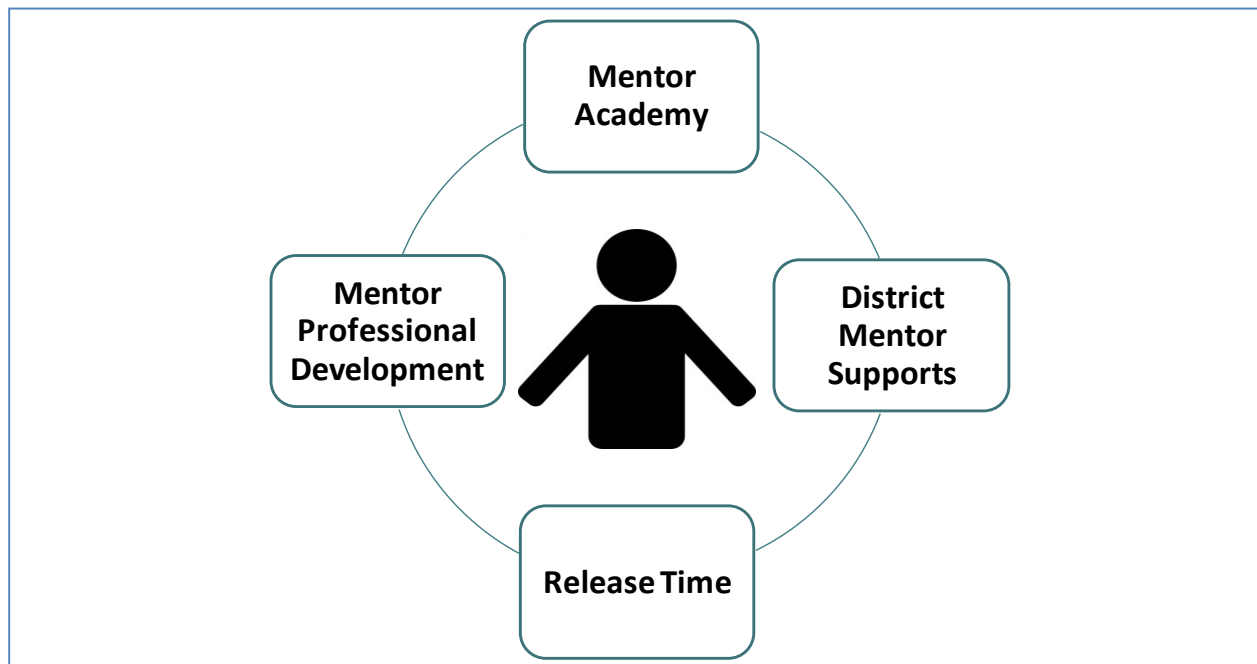 Mentor
Academy
Mentor
Professional
Development
District
Mentor
Supports
Release Time